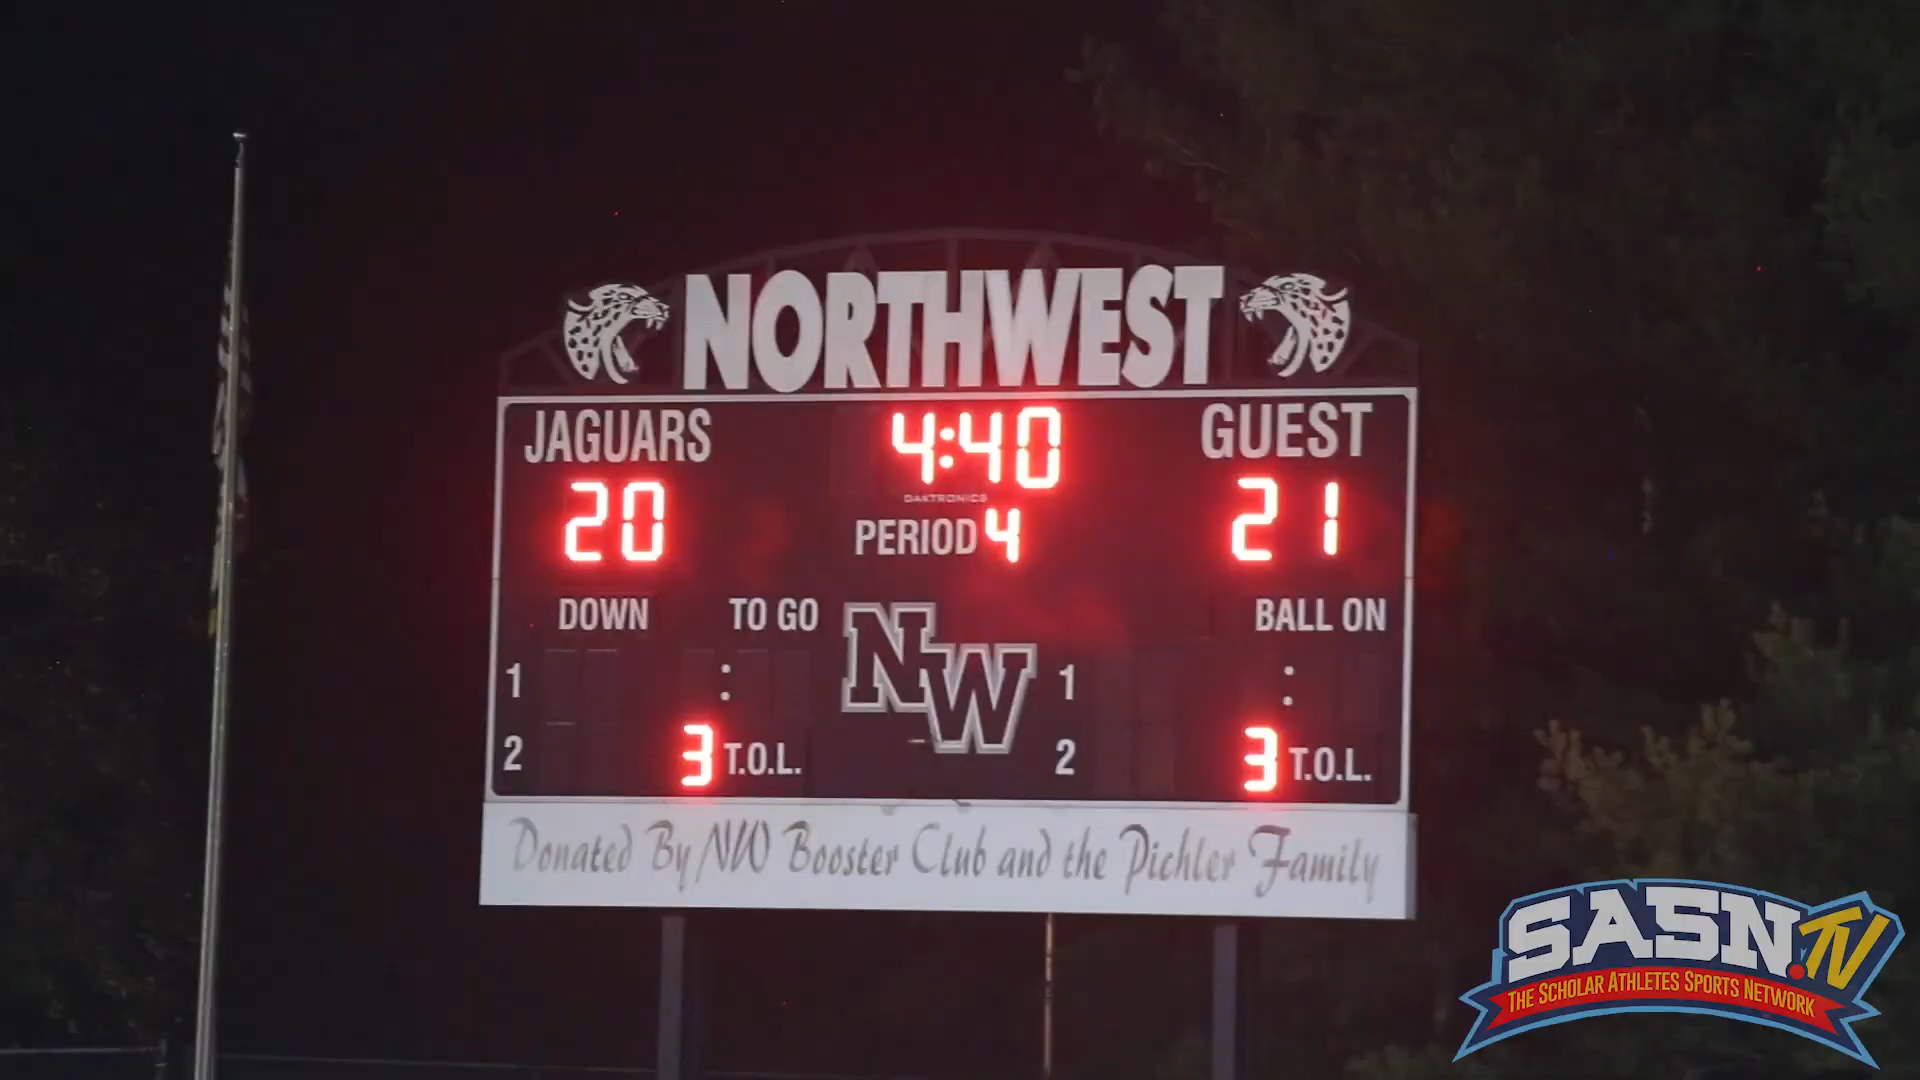 NORTHWEST
JAGUARS 4:40 GUEST
DAKTRONICS
20 PERIOD 4 21
DOWN TO GO NW BALL ON
1 : 1 :
2 3 T.O.L. 2 3 T.O.L.
Donated By NW Booster Club and the Pichler Family
SASN.TV
THE SCHOLAR ATHLETES SPORTS NETWORK